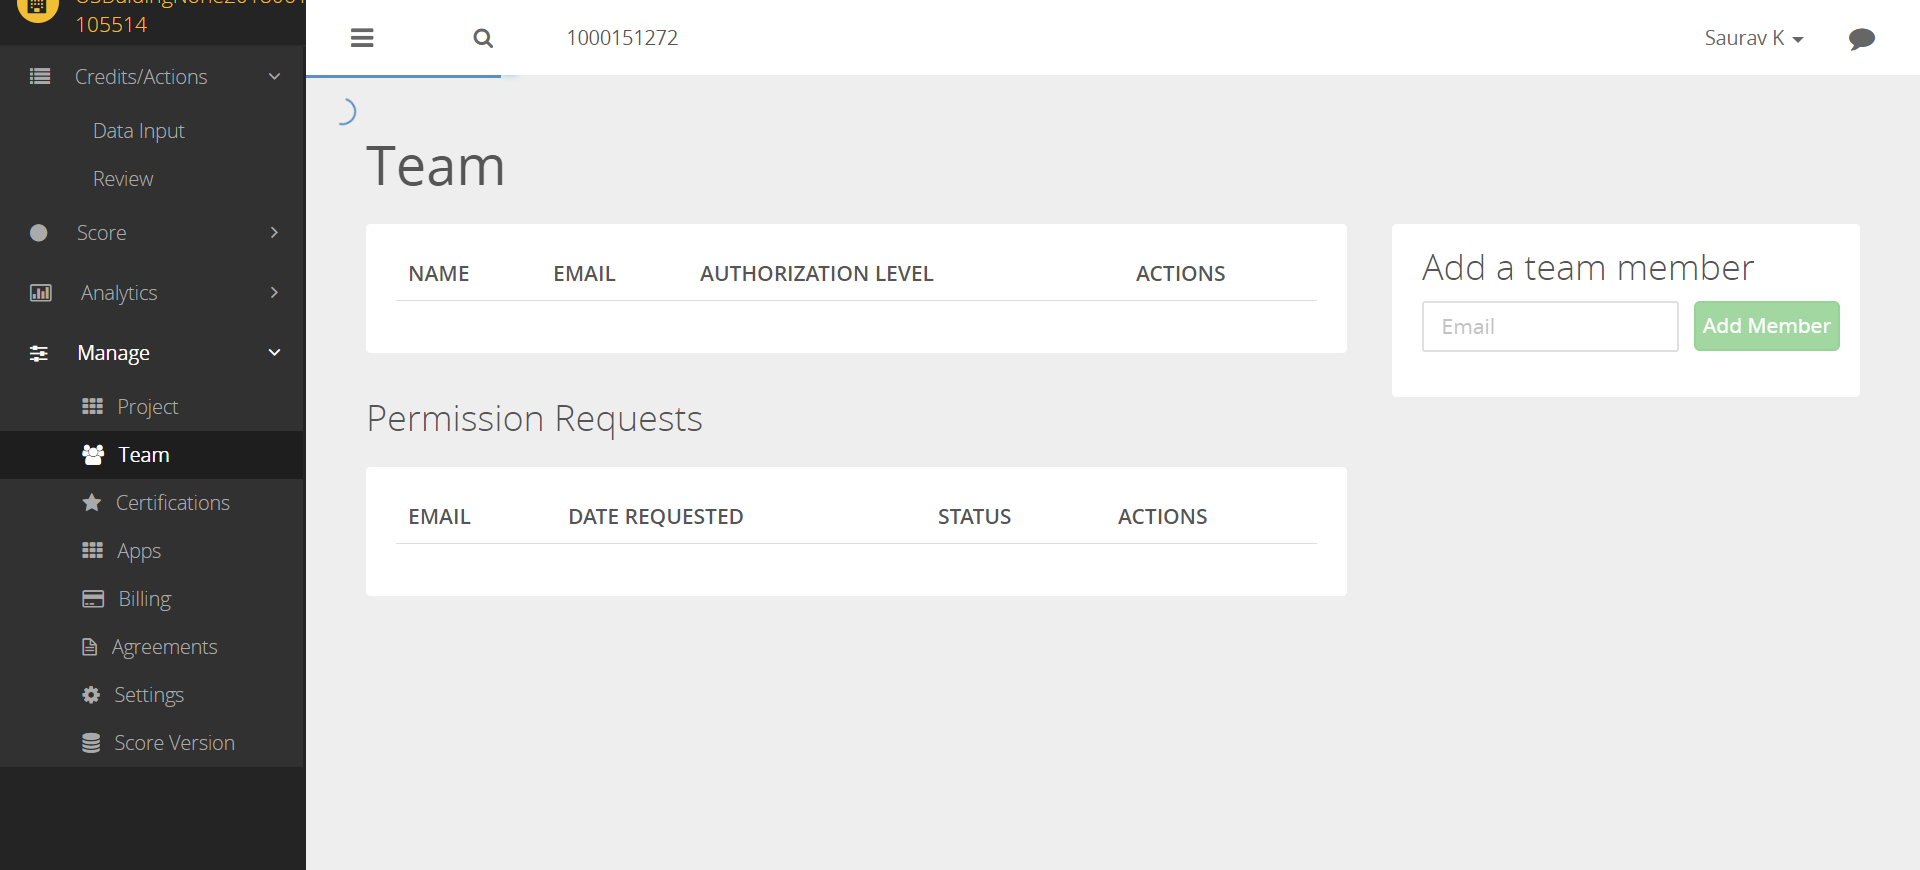 105514
Credits/Actions
Data Input
Review
Score
Analytics
Manage
Project
Team
Certifications
Apps
Billing
Agreements
Settings
Score Version
1000151272
Saurav K
Team
NAME EMAIL AUTHORIZATION LEVEL ACTIONS
Add a team member
Email Add Member
Permission Requests
EMAIL DATE REQUESTED STATUS ACTIONS